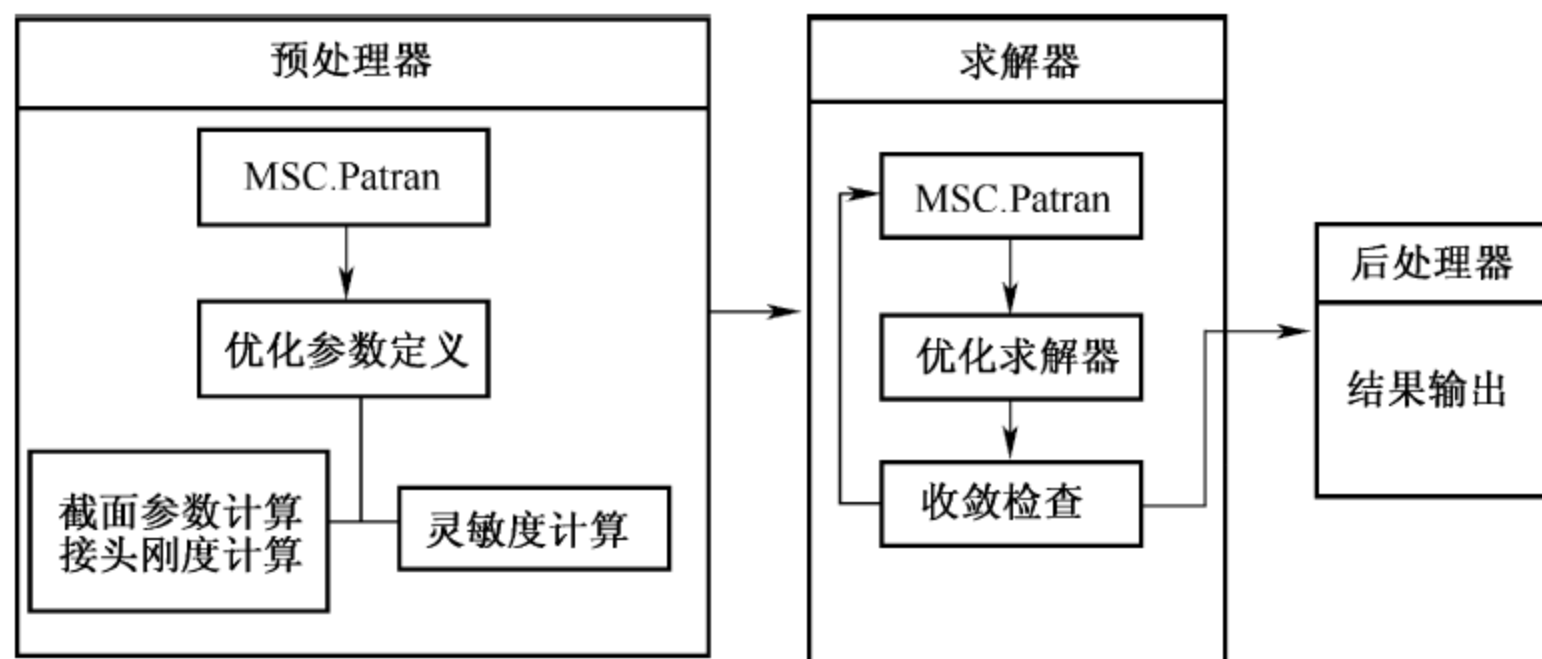 预处理器
MSC.Patran
优化参数定义
截面参数计算
接头刚度计算
灵敏度计算
求解器
MSC.Patran
优化求解器
收敛检查
后处理器
结果输出